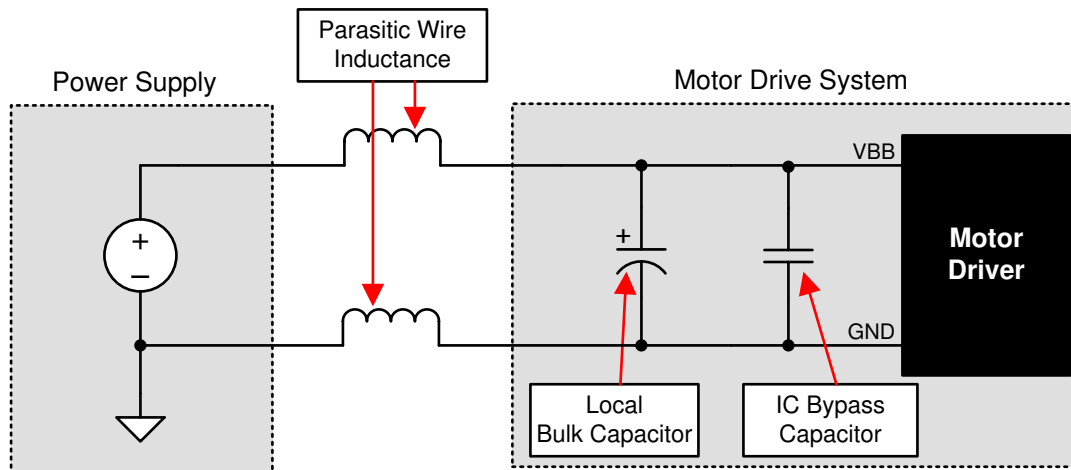 Parasitic Wire
Inductance
Power Supply
Motor Drive System
VBB
+
–
+
Motor
Driver
GND
Local
Bulk Capacitor
IC Bypass
Capacitor